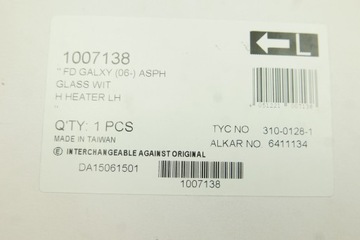 L
1007138
" FD GALXY (06-) ASPH
GLASS WIT
H HEATER LH
Q'TY: 1 PCS
MADE IN TAIWAN
TYC NO 310-0128-1
ALKAR NO 6411134
E INTERCHANGEABLE AGAINST ORIGINAL
DA15061501
1007138